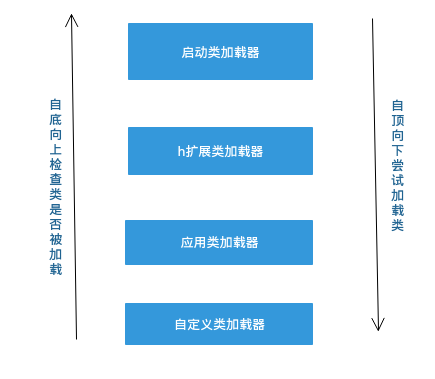 启动类加载器
h扩展类加载器
应用类加载器
自定义类加载器
自底向上检查类是否被加载
自顶向下尝试加载类